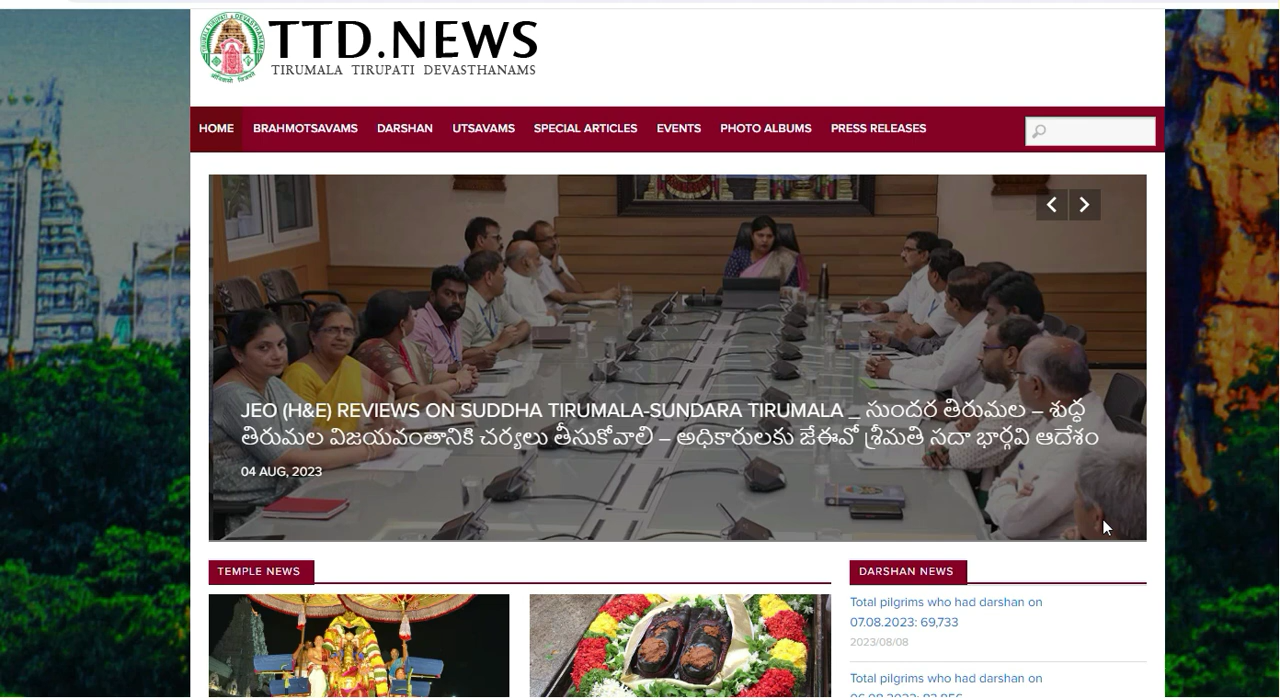 TTD.NEWS
TIRUMALA TIRUPATI DEVASTHANAMS
HOME BRAHMOTSAVAMS DARSHAN UTSAVAMS SPECIAL ARTICLES EVENTS PHOTO ALBUMS PRESS RELEASES
JEO (H&E) REVIEWS ON SUDDHA TIRUMALA-SUNDARA TIRUMALA _ సుందర తిరుమల – శుద్ధ
తిరుమల విజయవంతానికి చర్యలు తీసుకోవాలి – అధికారులకు జేఈవో శ్రీమతి సదా భార్గవి ఆదేశం
04 AUG, 2023
TEMPLE NEWS
DARSHAN NEWS
Total pilgrims who had darshan on
07.08.2023: 69,733
2023/08/08
Total pilgrims who had darshan on